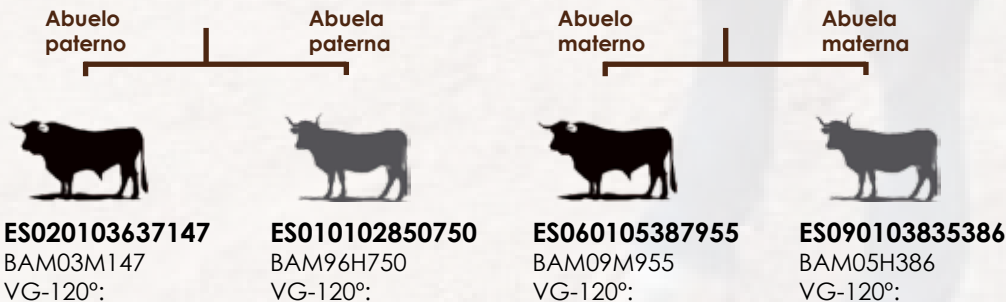 Abuelo
paterno
Abuela
paterna
Abuelo
materno
Abuela
materna
ES020103637147
BAM03M147
VG-120º:
ES010102850750
BAM96H750
VG-120º:
ES060105387955
BAM09M955
VG-120º:
ES090103835386
BAM05H386
VG-120º: